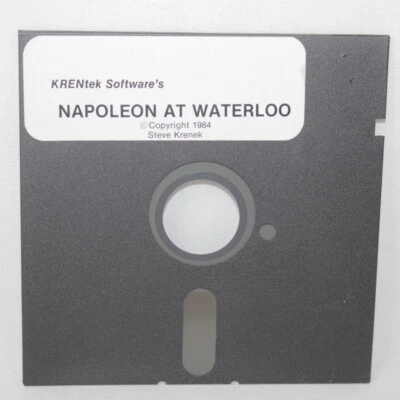 KRENtek Software's
NAPOLEON AT WATERLOO
©Copyright 1984
Steve Krenek